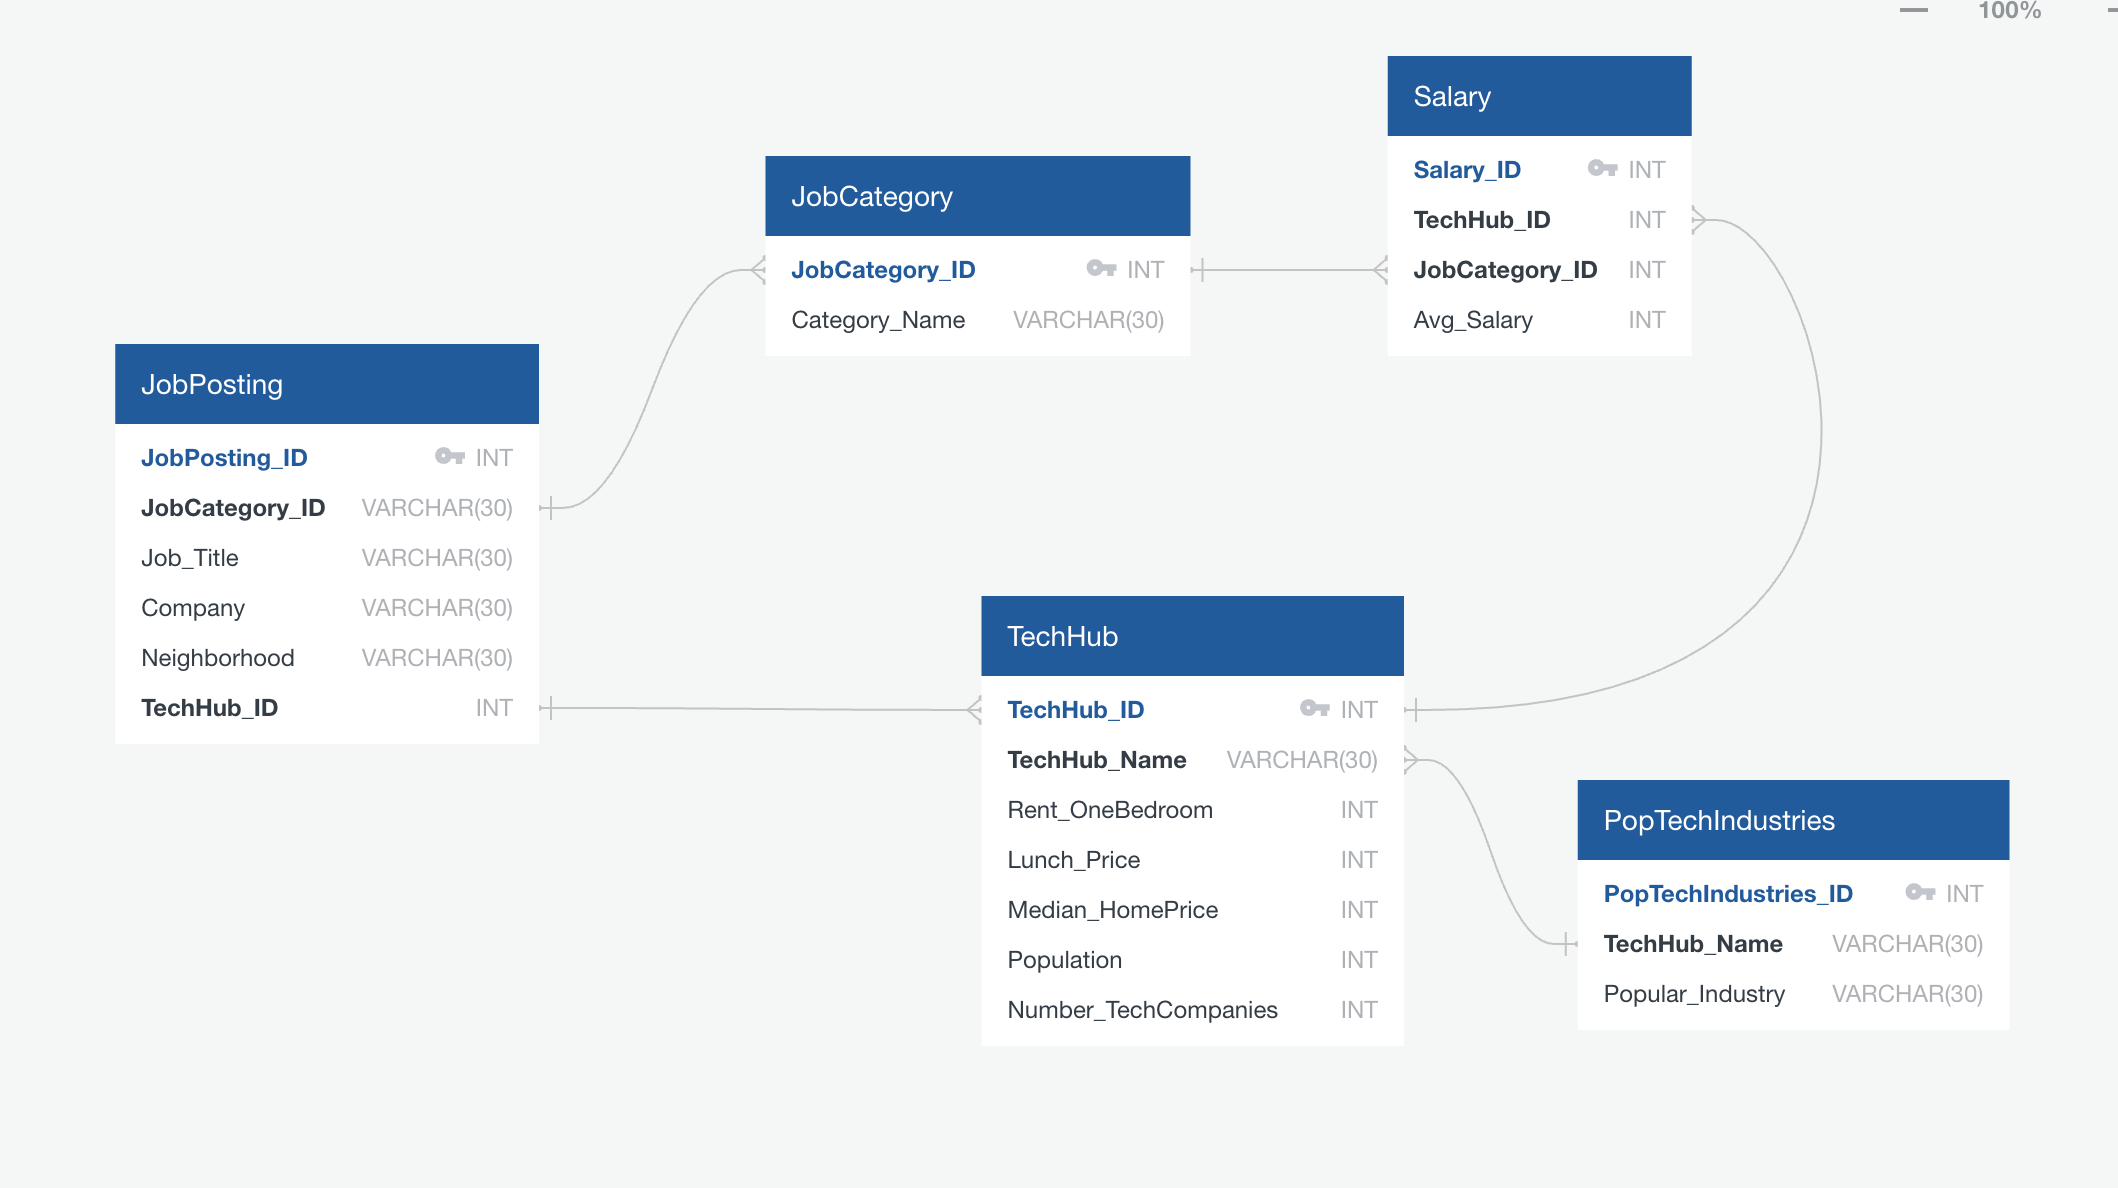 100%
Salary
Salary_ID INT
TechHub_ID INT
JobCategory_ID INT
Avg_Salary INT
JobCategory
JobCategory_ID INT
Category_Name VARCHAR(30)
JobPosting
JobPosting_ID INT
JobCategory_ID VARCHAR(30)
Job_Title VARCHAR(30)
Company VARCHAR(30)
Neighborhood VARCHAR(30)
TechHub_ID INT
TechHub
TechHub_ID INT
TechHub_Name VARCHAR(30)
Rent_OneBedroom INT
Lunch_Price INT
Median_HomePrice INT
Population INT
Number_TechCompanies INT
PopTechIndustries
PopTechIndustries_ID INT
TechHub_Name VARCHAR(30)
Popular_Industry VARCHAR(30)